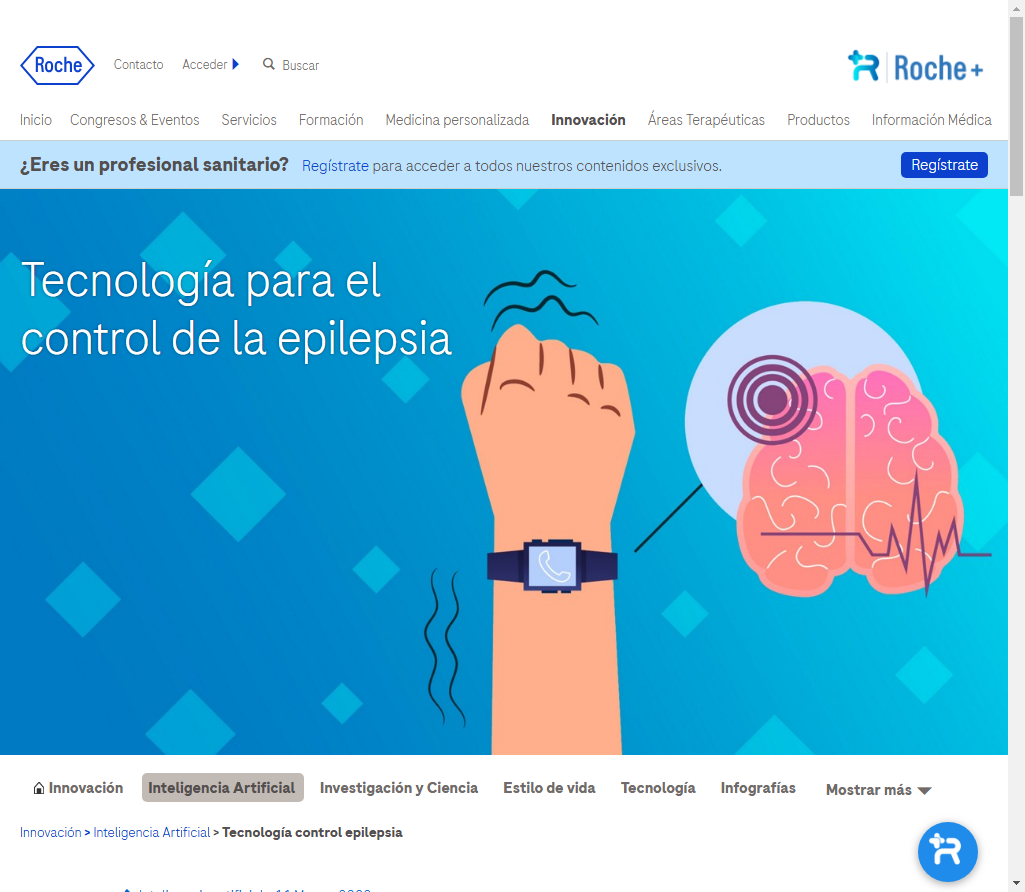 Roche
Contacto Acceder Buscar
Roche+
Inicio Congresos & Eventos Servicios Formación Medicina personalizada Innovación Áreas Terapéuticas Productos Información Médica
¿Eres un profesional sanitario? Regístrate para acceder a todos nuestros contenidos exclusivos. Regístrate
Tecnología para el
control de la epilepsia
Innovación Inteligencia Artificial Investigación y Ciencia Estilo de vida Tecnología Infografías Mostrar más
Innovación > Inteligencia Artificial > Tecnología control epilepsia